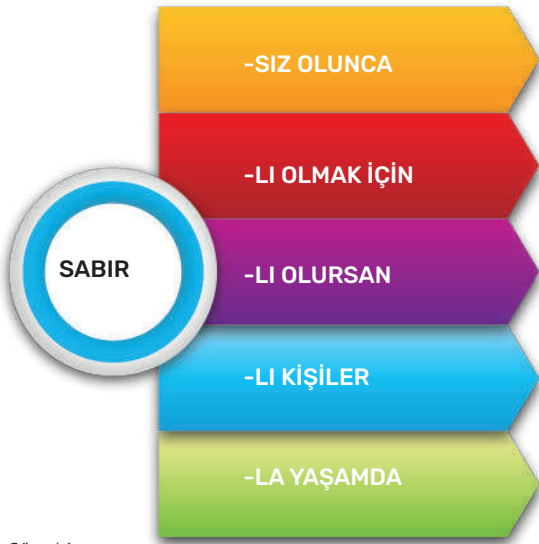 -SIZ OLUNCA
-LI OLMAK İÇİN
SABIR
-LI OLURSAN
-LI KİŞİLER
-LA YAŞAMDA